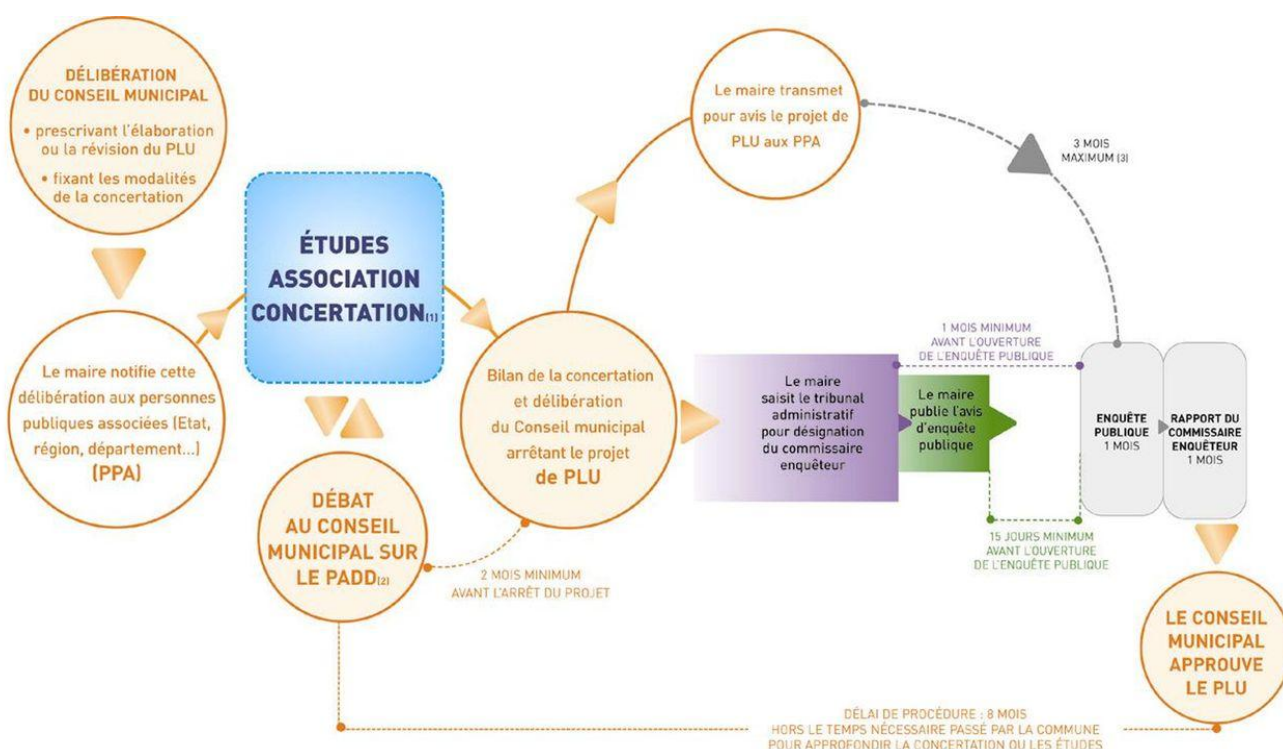 DÉLIBÉRATION
DU CONSEIL MUNICIPAL
• prescrivant l'élaboration
ou la révision du PLU
• fixant les modalités
de la concertation
Le maire notifie cette
délibération aux personnes
publiques associées (Etat,
région, département...)
(PPA)
ÉTUDES
ASSOCIATION
CONCERTATION(1)
DÉBAT
AU CONSEIL
MUNICIPAL SUR
LE PADD(2)
2 MOIS MINIMUM
AVANT L'ARRÊT DU PROJET
Bilan de la concertation
et délibération
du Conseil municipal
arrêtant le projet
de PLU
Le maire transmet
pour avis le projet de
PLU aux PPA
3 MOIS
MAXIMUM (3)
Le maire
saisit le tribunal
administratif
pour désignation
du commissaire
enquêteur
1 MOIS MINIMUM
AVANT L'OUVERTURE
DE L'ENQUÊTE PUBLIQUE
Le maire
publie l'avis
d'enquête
publique
15 JOURS MINIMUM
AVANT L'OUVERTURE
DE L'ENQUÊTE PUBLIQUE
ENQUÊTE
PUBLIQUE
1 MOIS
RAPPORT DU
COMMISSAIRE
ENQUÊTEUR
1 MOIS
LE CONSEIL
MUNICIPAL
APPROUVE
LE PLU
DÉLAI DE PROCÉDURE : 8 MOIS
HORS LE TEMPS NÉCESSAIRE PASSÉ PAR LA COMMUNE
POUR APPROFONDIR LA CONCERTATION OU LES ÉTUDES